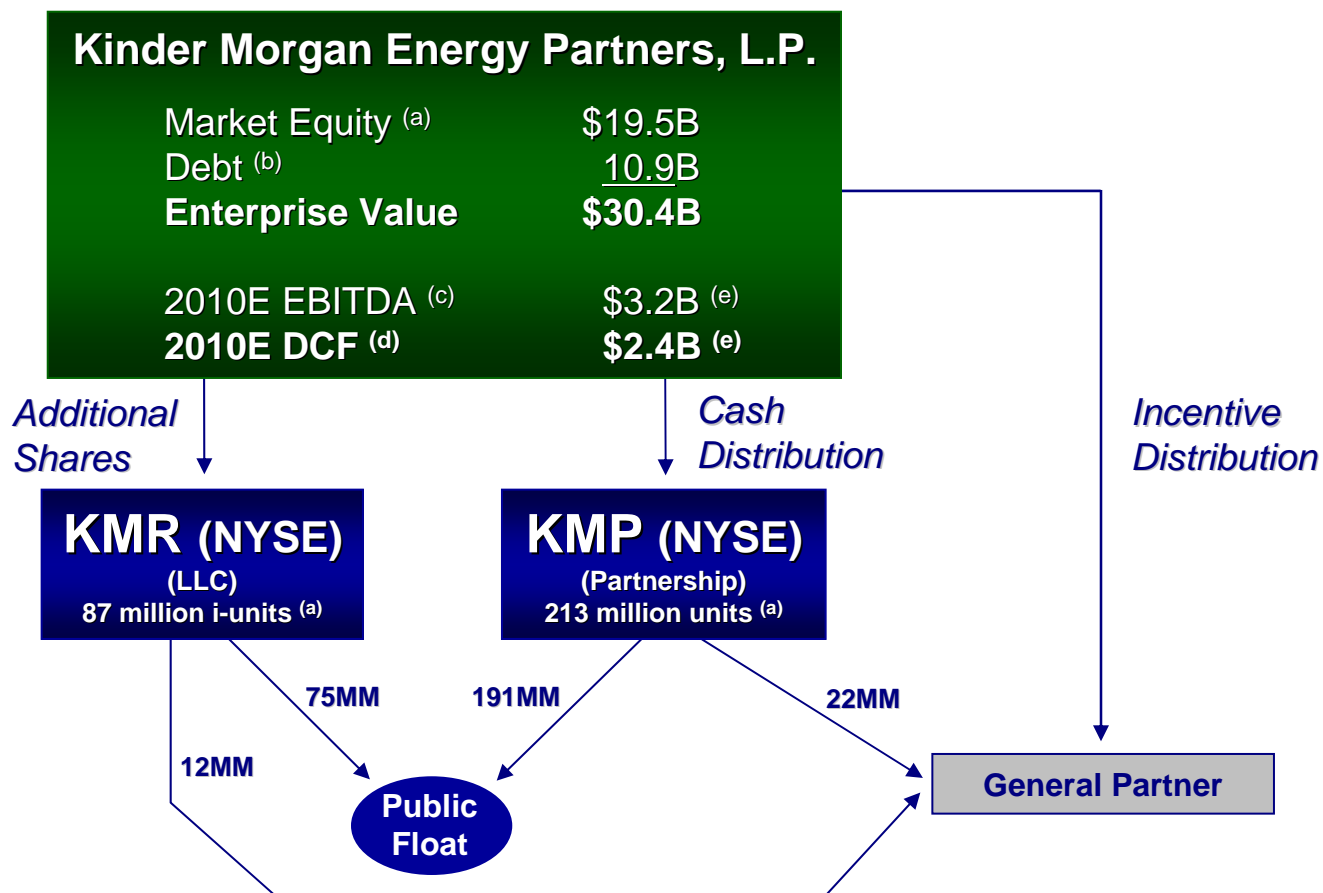 Kinder Morgan Energy Partners, L.P.
Market Equity (a) $19.5B
Debt (b) 10.9B
Enterprise Value $30.4B
2010E EBITDA (c) $3.2B (e)
2010E DCF (d) $2.4B (e)
Additional
Shares
Cash
Distribution
Incentive
Distribution
KMR (NYSE)
(LLC)
87 million i-units (a)
KMP (NYSE)
(Partnership)
213 million units (a)
75MM
191MM
22MM
12MM
Public
Float
General Partner